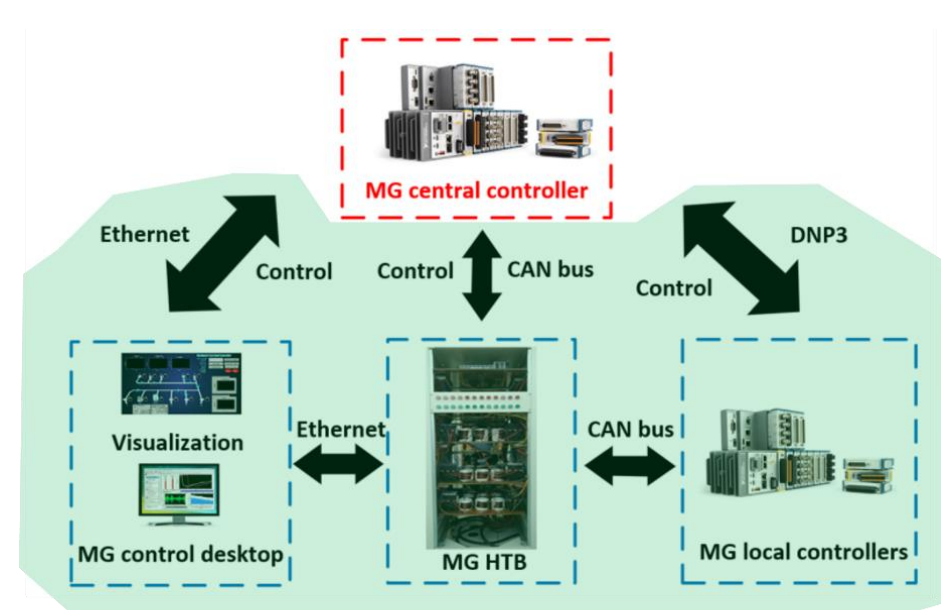 MG central controller
Ethernet
Control
Control
CAN bus
DNP3
Control
Visualization
MG control desktop
Ethernet
MG HTB
CAN bus
MG local controllers